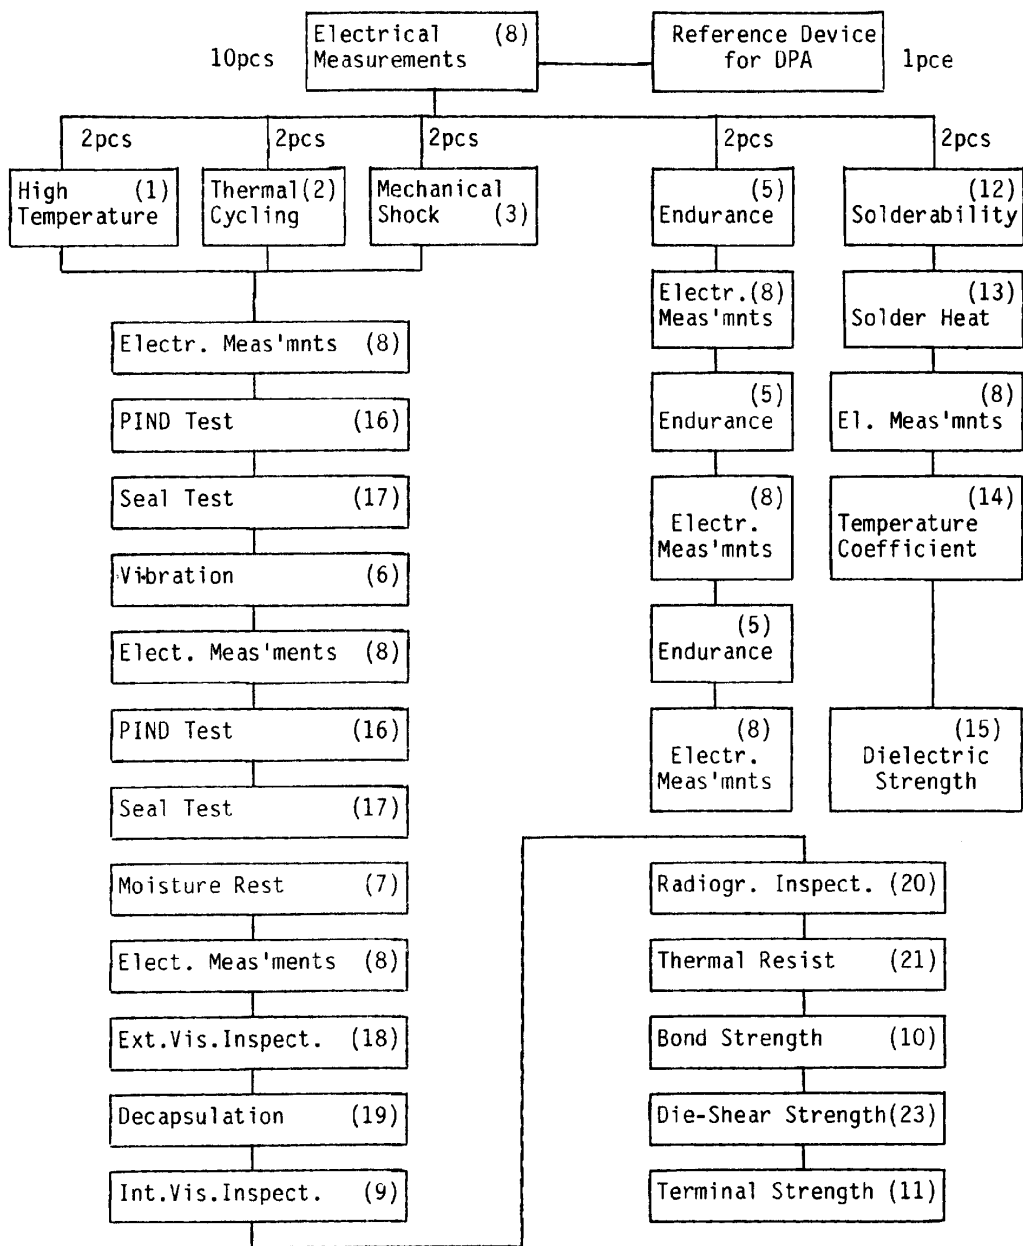 10pcs
Electrical (8)
Measurements
Reference Device
for DPA
1pce
2pcs
2pcs
2pcs
2pcs
2pcs
High (1)
Temperature
Thermal(2)
Cycling
Mechanical
Shock (3)
(5)
Endurance
(12)
Solderability
Electr.(8)
Meas'mnts
(13)
Solder Heat
(5)
Endurance
(8)
El. Meas'mnts
(8)
Electr.
Meas'mnts
(14)
Temperature
Coefficient
(5)
Endurance
(8)
Electr.
Meas'mnts
(15)
Dielectric
Strength
Electr. Meas'mnts (8)
PIND Test (16)
Seal Test (17)
Vibration (6)
Elect. Meas'ments (8)
PIND Test (16)
Seal Test (17)
Moisture Rest (7)
Elect. Meas'ments (8)
Ext.Vis.Inspect. (18)
Decapsulation (19)
Int.Vis.Inspect. (9)
Radiogr. Inspect. (20)
Thermal Resist (21)
Bond Strength (10)
Die-Shear Strength(23)
Terminal Strength (11)